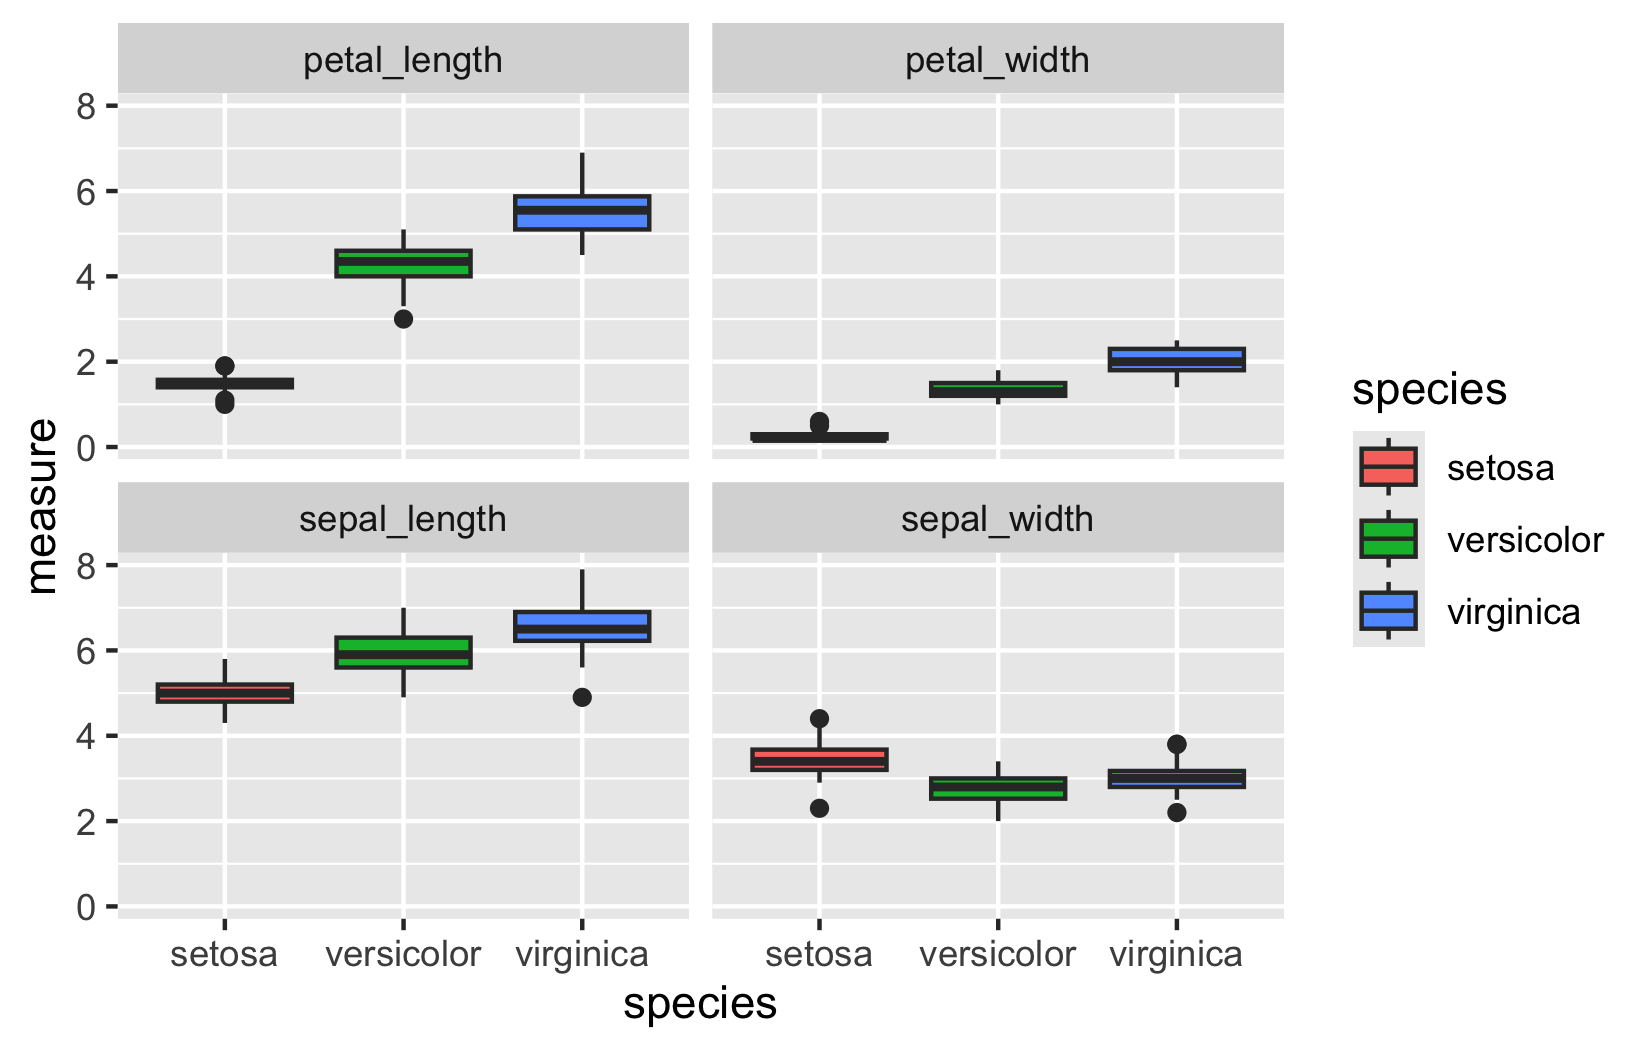 petal_length
petal_width
8
6
4
2
0
sepal_length
sepal_width
8
6
4
2
0
setosa
versicolor
virginica
setosa
versicolor
virginica
species
measure
species
setosa
versicolor
virginica